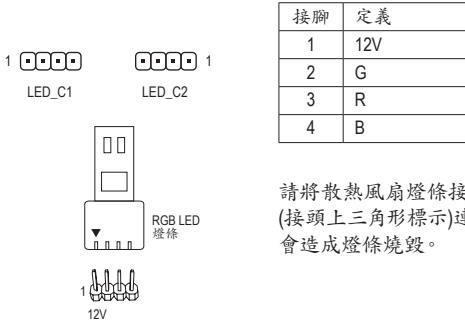 1
1
LED_C1
LED_C2
接腳 定義
1 12V
2 G
3 R
4 B
RGB LED
燈條
1
12V
請將散熱風扇燈條接
(接頭上三角形標示)連
會造成燈條燒毀。